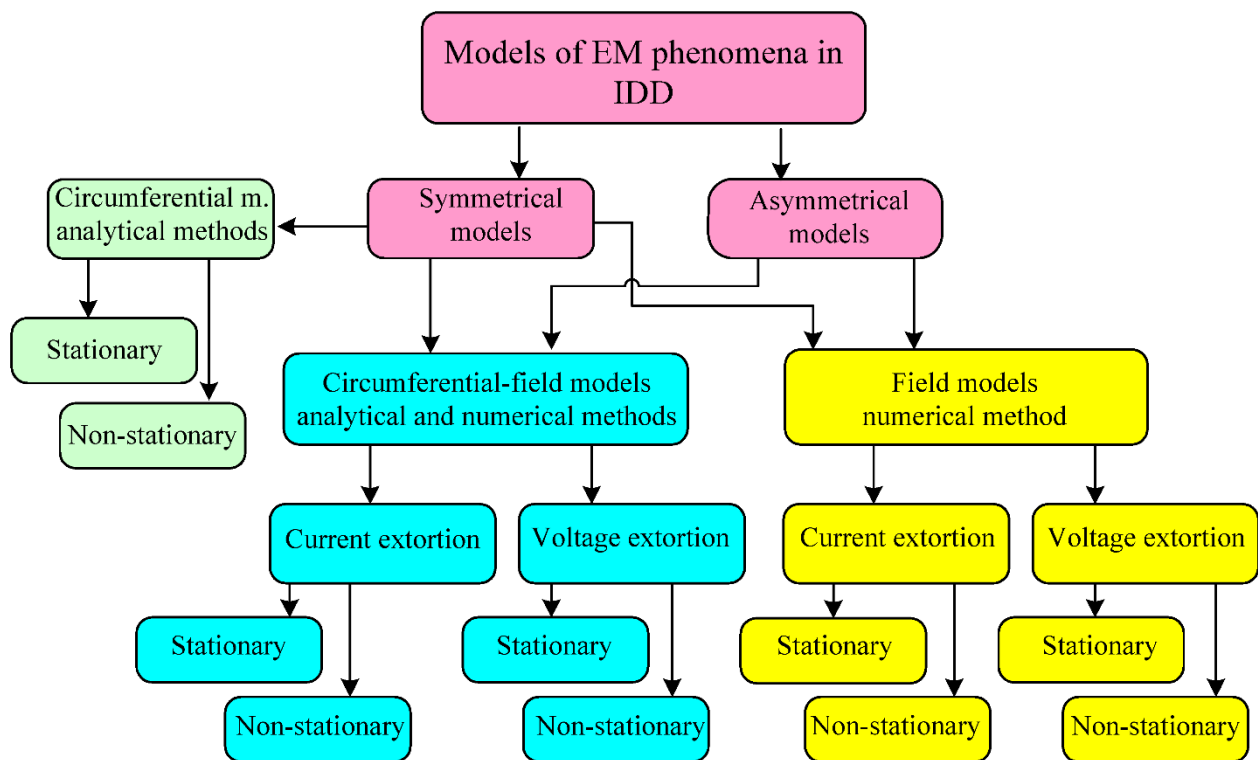 Models of EM phenomena in
IDD
Circumferential m.
analytical methods
Symmetrical
models
Asymmetrical
models
Stationary
Non-stationary
Circumferential-field models
analytical and numerical methods
Field models
numerical method
Current extortion
Voltage extortion
Current extortion
Voltage extortion
Stationary
Stationary
Stationary
Stationary
Non-stationary
Non-stationary
Non-stationary
Non-stationary